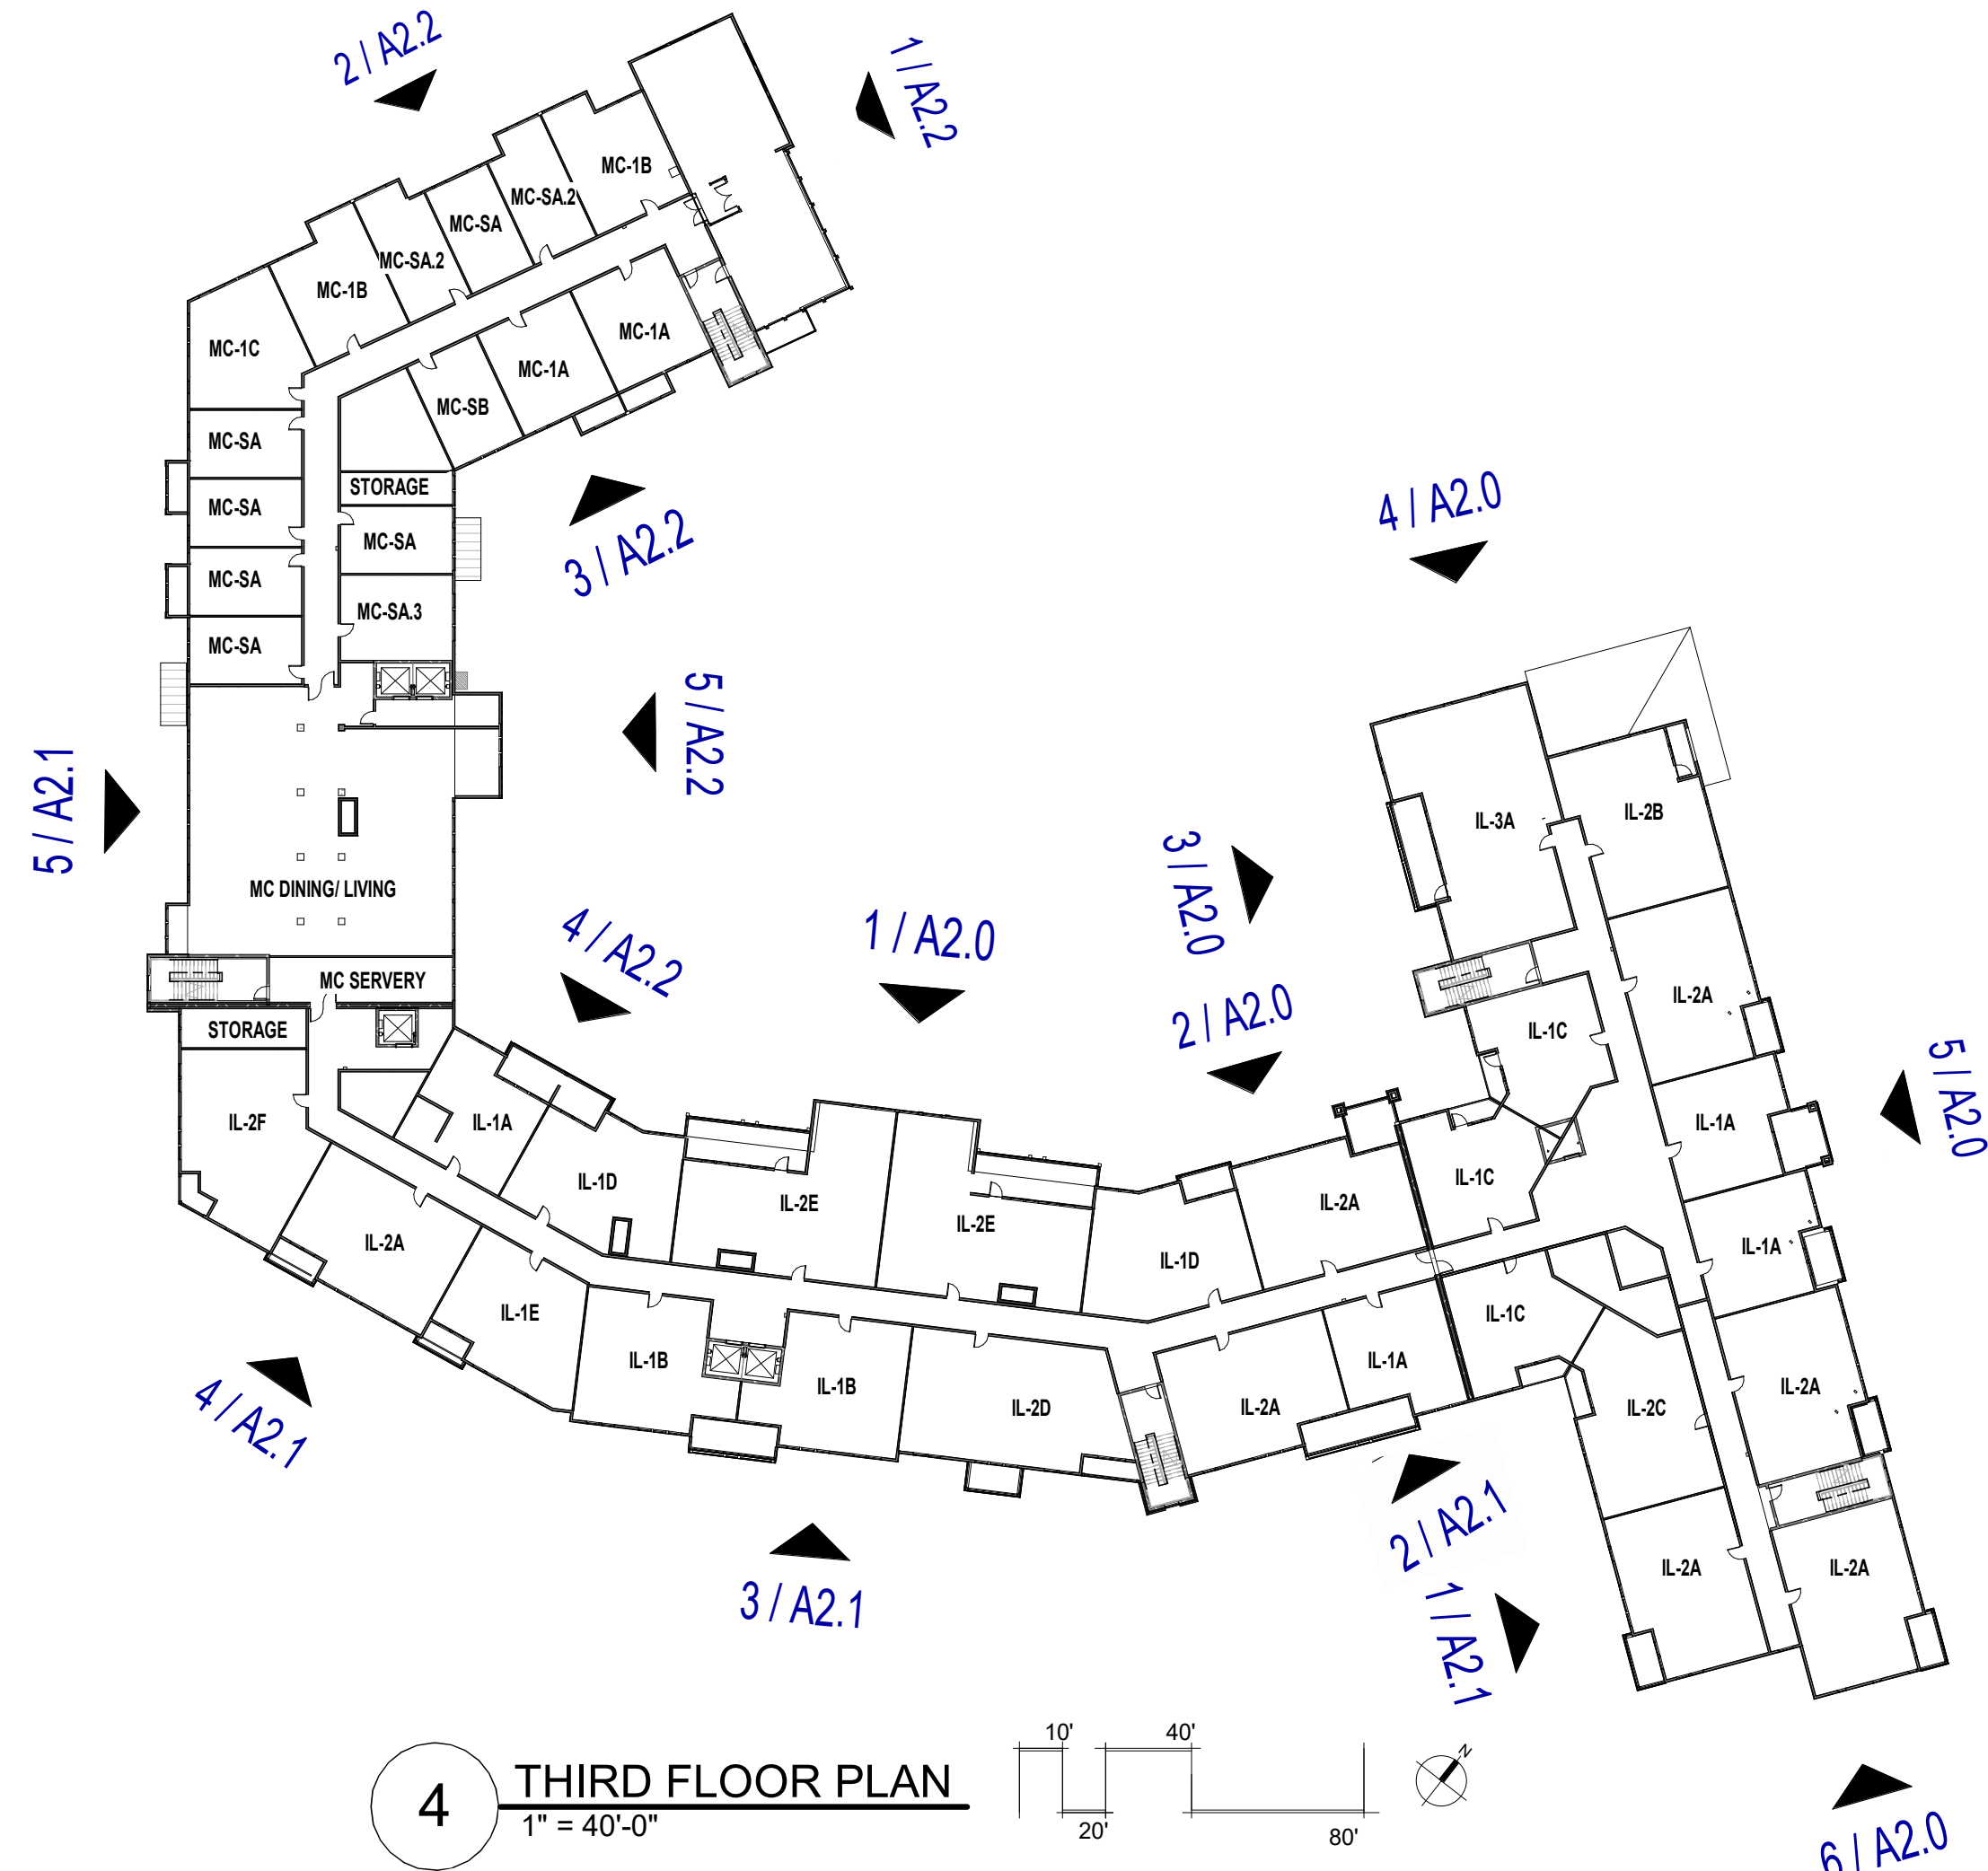 2 / A2.2
1 / A2.2
MC-1B
MC-SA.2
MC-SA
MC-SA.2
MC-1B
MC-1C
MC-1A
MC-1A
MC-SB
MC-SA
STORAGE
MC-SA
MC-SA
MC-SA
MC-SA.3
MC-SA
3 / A2.2
4 / A2.0
5 / A2.2
5 / A2.1
MC DINING/ LIVING
MC SERVERY
STORAGE
4 / A2.2
1 / A2.0
3 / A2.0
2 / A2.0
IL-3A
IL-2B
IL-2A
IL-1C
5 / A2.0
IL-2F
IL-1A
IL-1A
IL-1D
IL-2E
IL-2E
IL-2A
IL-1C
IL-2A
IL-1D
IL-1A
IL-1E
IL-1B
IL-1B
IL-2D
IL-2A
IL-1A
IL-1C
IL-2C
IL-2A
4 / A2.1
3 / A2.1
2 / A2.1
1 / A2.1
IL-2A
IL-2A
4
THIRD FLOOR PLAN
1" = 40'-0"
10'
40'
20'
80'
N
6 / A2.0